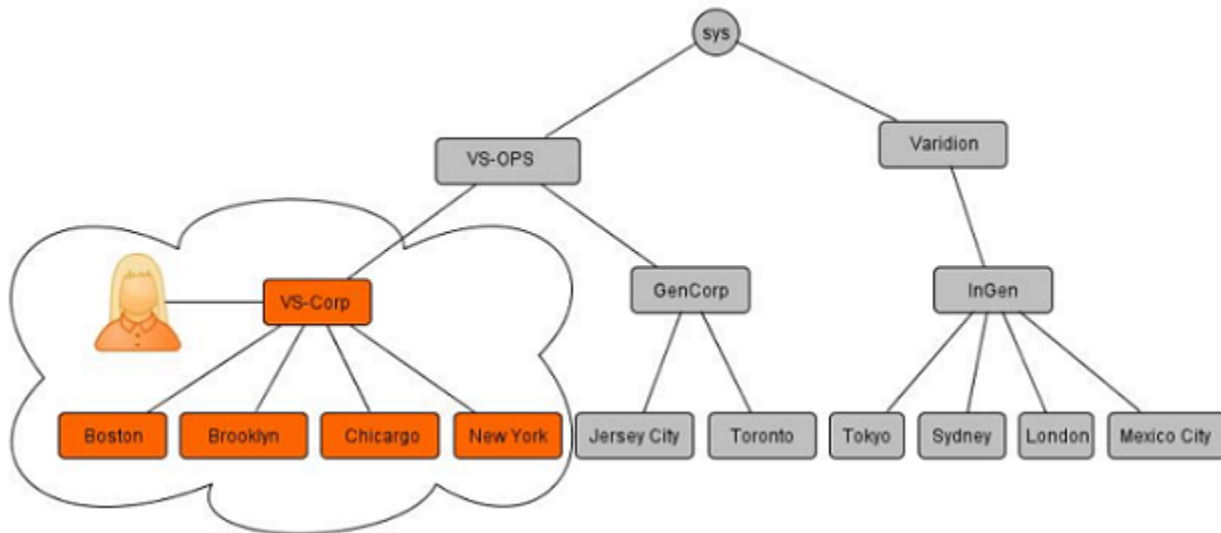 sys
VS-OPS
Varidion
VS-Corp
GenCorp
InGen
Boston
Brooklyn
Chicargo
New York
Jersey City
Toronto
Tokyo
Sydney
London
Mexico City